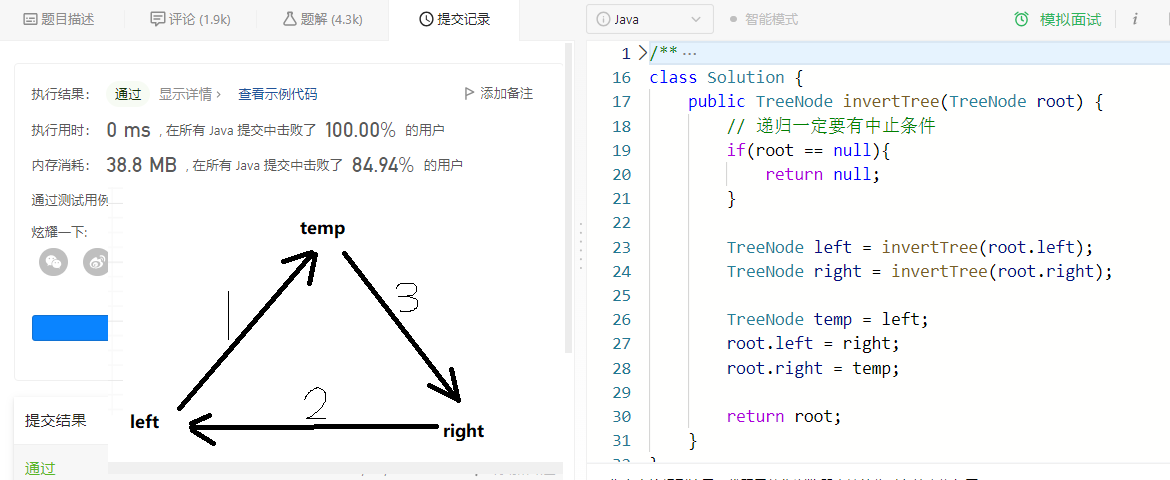 题目描述
评论 (1.9k)
题解 (4.3k)
提交记录
执行结果:
通过
显示详情 >
查看示例代码
添加备注
执行用时: 0 ms , 在所有 Java 提交中击败了 100.00% 的用户
内存消耗: 38.8 MB , 在所有 Java 提交中击败了 84.94% 的用户
通过测试用例
炫耀一下:
temp
1
3
2
left
right
提交结果
通过
Java
智能模式
模拟面试
i
1 /** ...
16 class Solution {
17 public TreeNode invertTree(TreeNode root) {
18 // 递归一定要有中止条件
19 if(root == null){
20 return null;
21 }
22
23 TreeNode left = invertTree(root.left);
24 TreeNode right = invertTree(root.right);
25
26 TreeNode temp = left;
27 root.left = right;
28 root.right = temp;
29
30 return root;
31 }